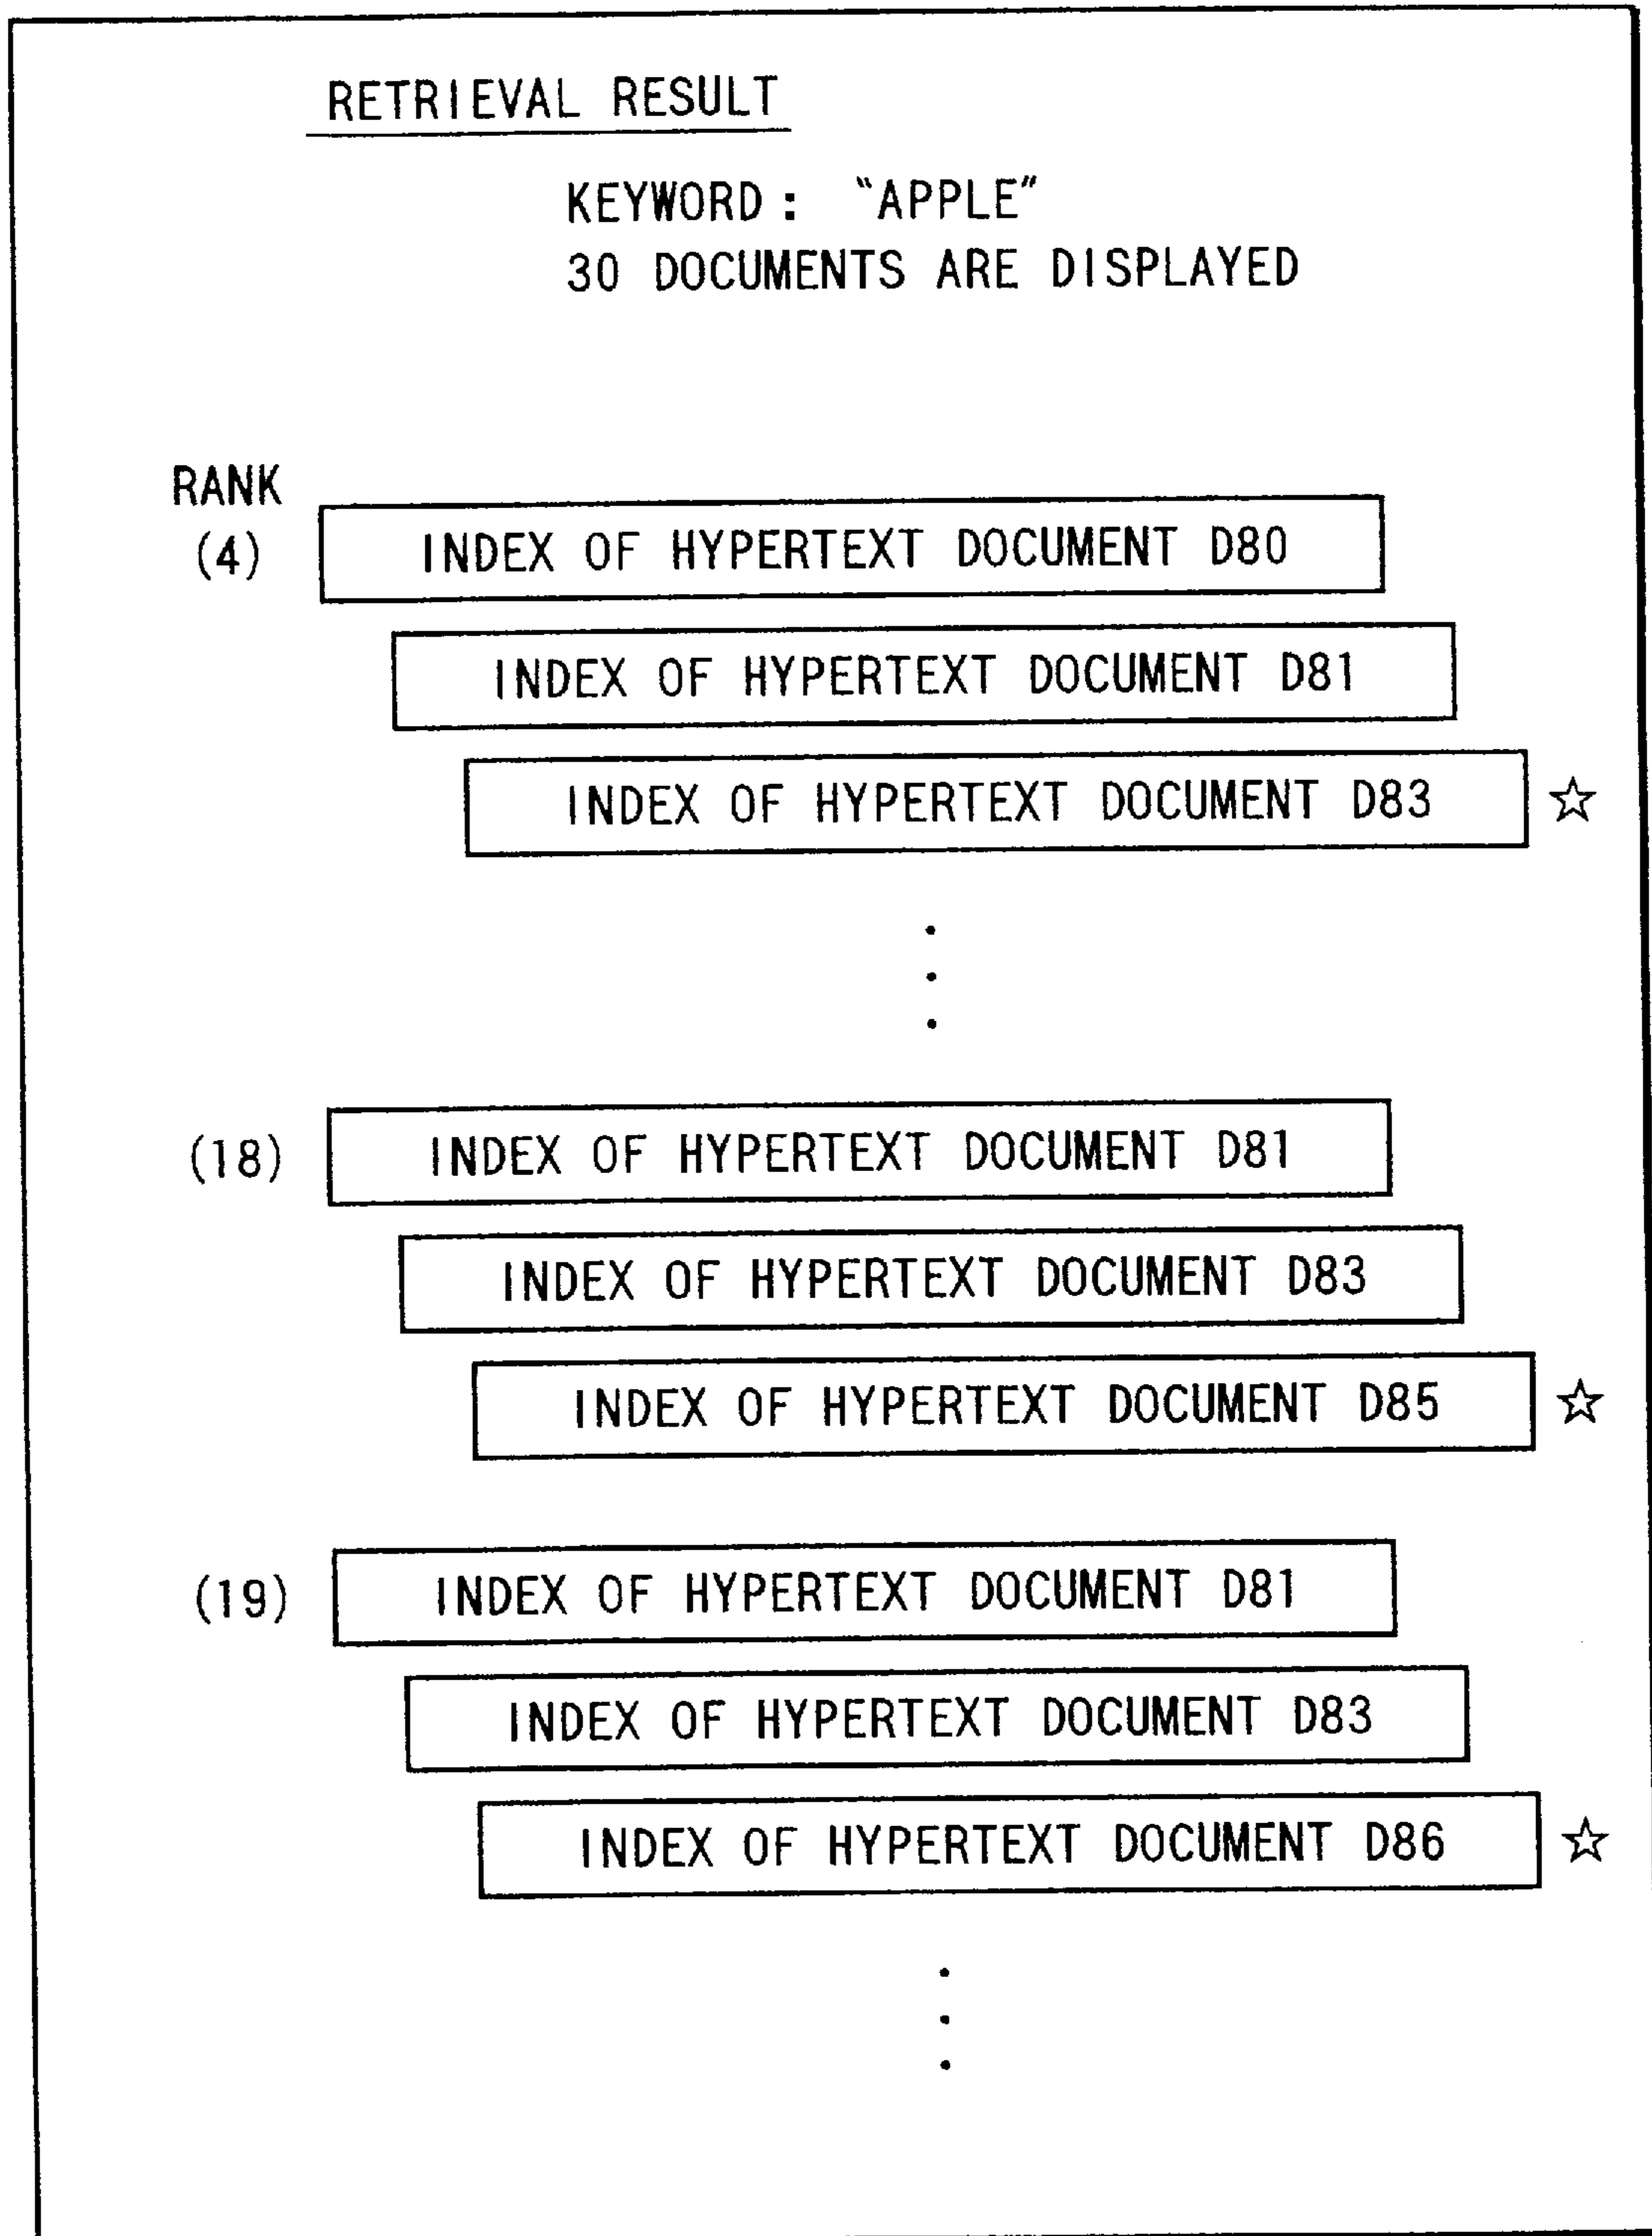 RETRIEVAL RESULT
KEYWORD : "APPLE"
30 DOCUMENTS ARE DISPLAYED
RANK
(4) INDEX OF HYPERTEXT DOCUMENT D80
INDEX OF HYPERTEXT DOCUMENT D81
INDEX OF HYPERTEXT DOCUMENT D83 ☆
(18) INDEX OF HYPERTEXT DOCUMENT D81
INDEX OF HYPERTEXT DOCUMENT D83
INDEX OF HYPERTEXT DOCUMENT D85 ☆
(19) INDEX OF HYPERTEXT DOCUMENT D81
INDEX OF HYPERTEXT DOCUMENT D83
INDEX OF HYPERTEXT DOCUMENT D86 ☆